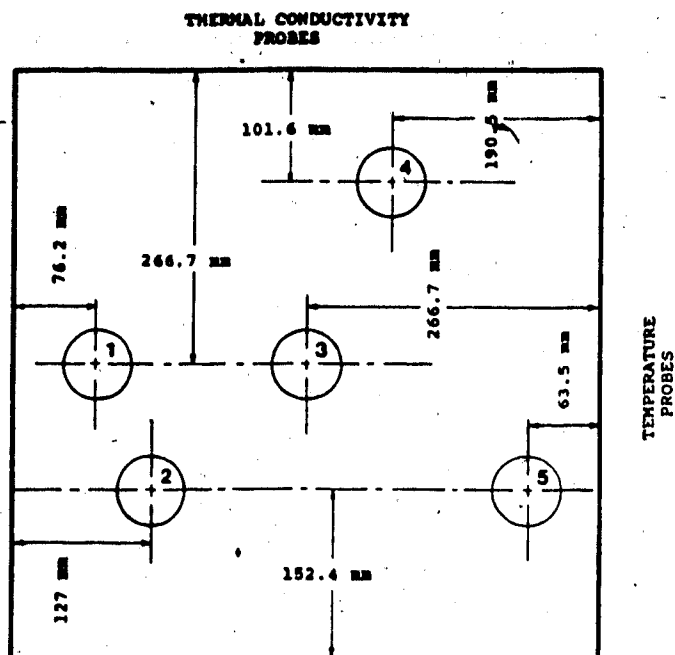 THERMAL CONDUCTIVITY
PROBES
101.6 mm
190.5 mm
4
76.2 mm
266.7 mm
266.7 mm
1
3
63.5 mm
TEMPERATURE
PROBES
2
5
127 mm
152.4 mm